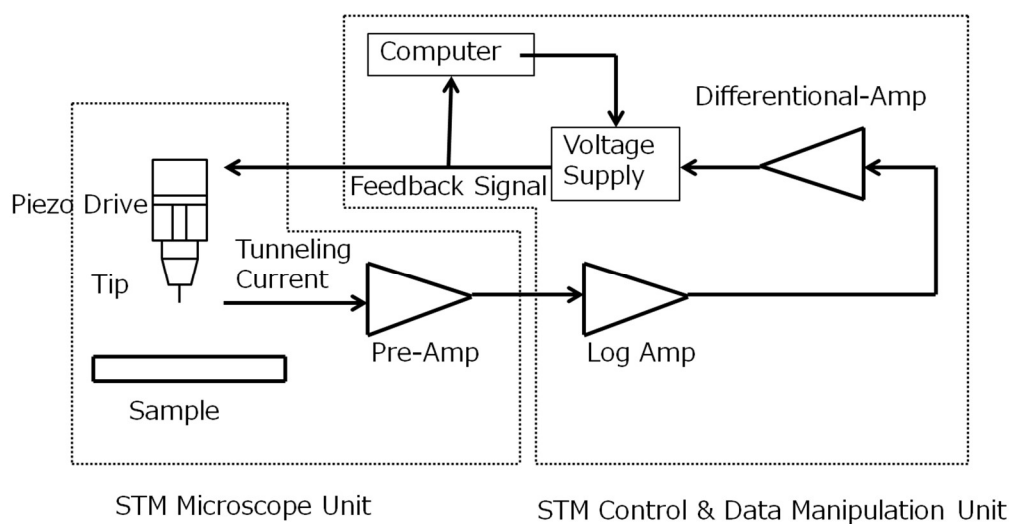 Computer
Differentional-Amp
Voltage
Supply
Feedback Signal
Piezo Drive
Tunneling
Current
Tip
Pre-Amp
Log Amp
Sample
STM Microscope Unit
STM Control & Data Manipulation Unit